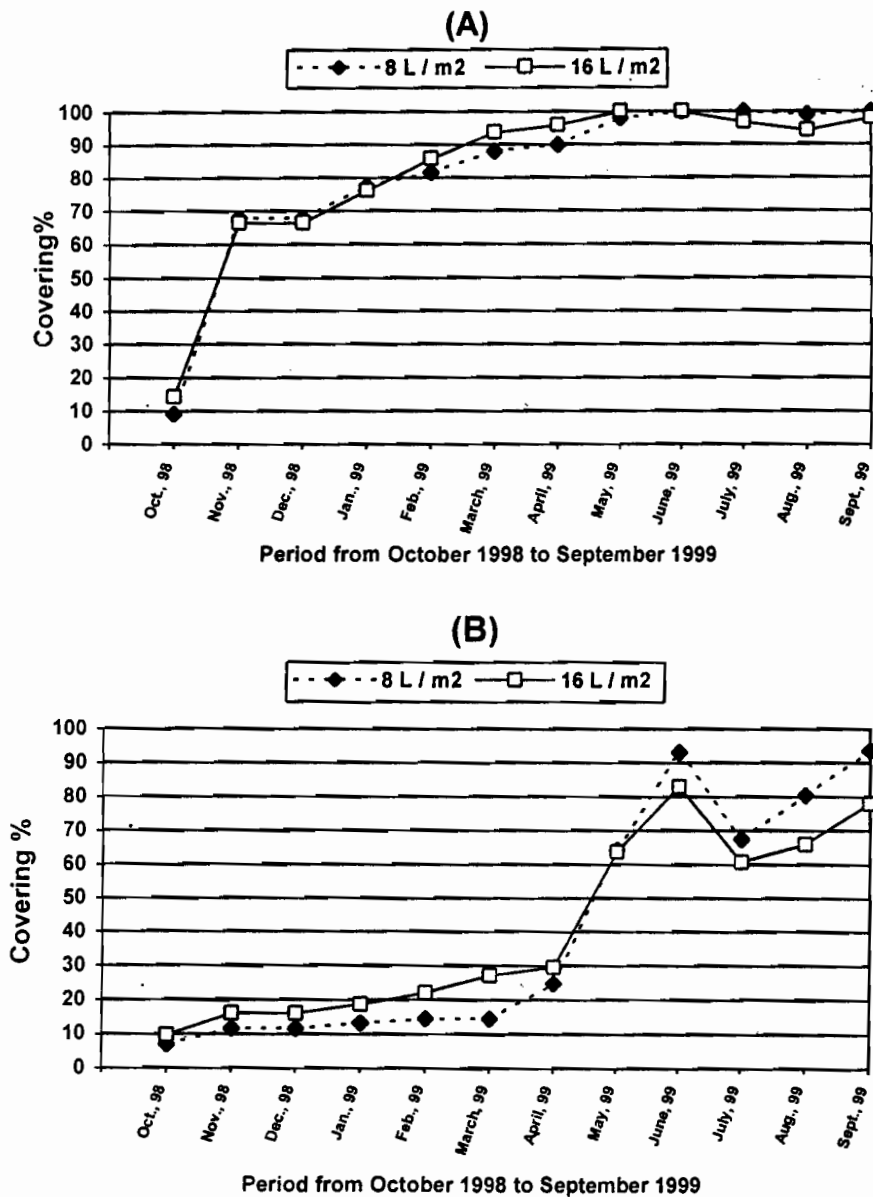 (A)
8 L / m2 16 L / m2
100
90
80
70
60
50
40
30
20
10
0
Covering%
Oct., 98 Nov., 98 Dec., 98 Jan., 99 Feb., 99 March, 99 April, 99 May, 99 June, 99 July, 99 Aug., 99 Sept., 99
Period from October 1998 to September 1999
(B)
8 L / m2 16 L / m2
100
90
80
70
60
50
40
30
20
10
0
Covering %
Oct., 98 Nov., 98 Dec., 98 Jan., 99 Feb., 99 March, 99 April, 99 May, 99 June, 99 July, 99 Aug., 99 Sept., 99
Period from October 1998 to September 1999